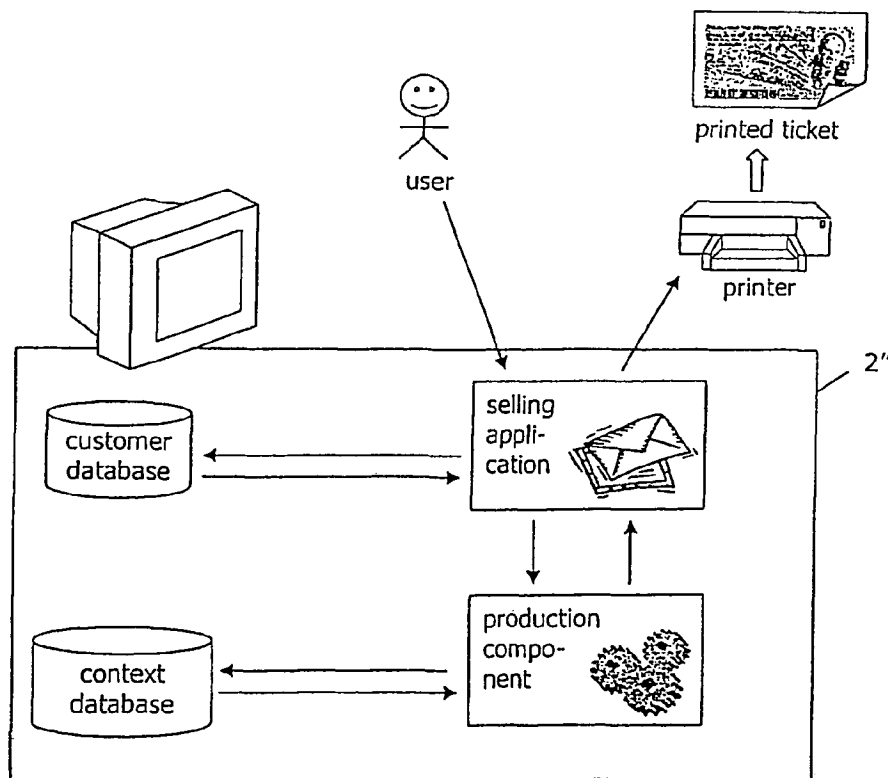 printed ticket
user
printer
2"
selling
appli-
cation
customer
database
production
compo-
nent
context
database